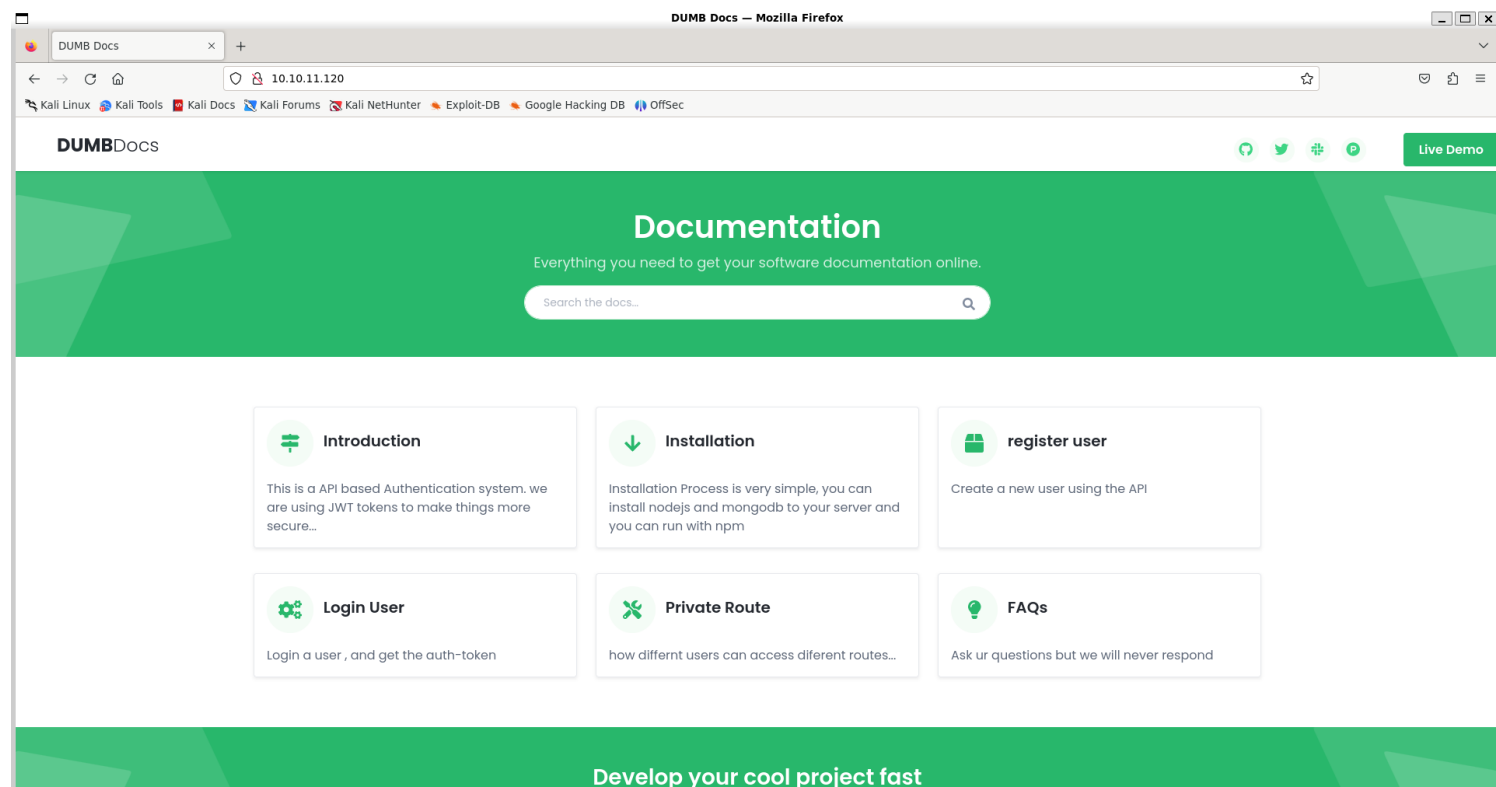 DUMB Docs — Mozilla Firefox
DUMB Docs
10.10.11.120
Kali Linux Kali Tools Kali Docs Kali Forums Kali NetHunter Exploit-DB Google Hacking DB OffSec
DUMBDocs
Live Demo
Documentation
Everything you need to get your software documentation online.
Search the docs...
Introduction
This is a API based Authentication system. we
are using JWT tokens to make things more
secure...
Installation
Installation Process is very simple, you can
install nodejs and mongodb to your server and
you can run with npm
register user
Create a new user using the API
Login User
Login a user , and get the auth-token
Private Route
how differnt users can access diferent routes...
FAQs
Ask ur questions but we will never respond
Develop your cool project fast